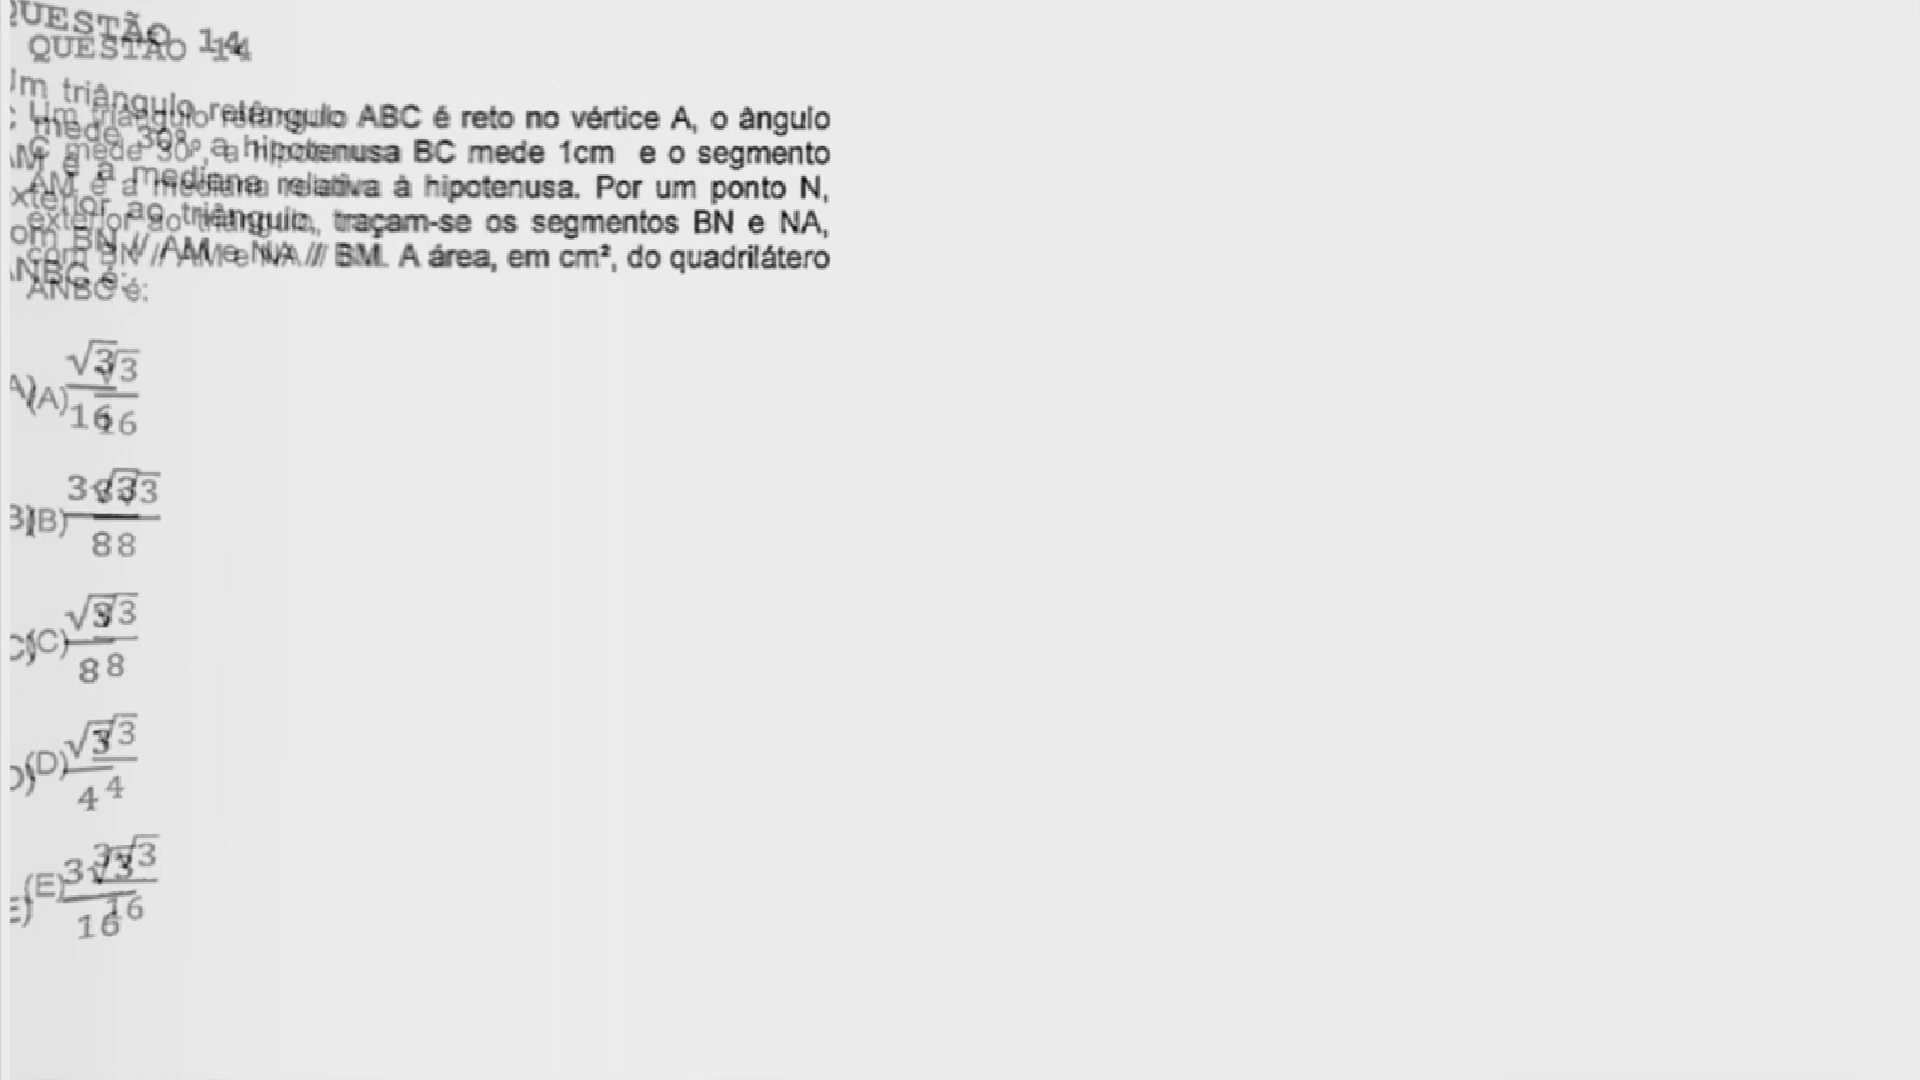 QUESTÃO 14
Um triângulo retângulo ABC é reto no vértice A, o ângulo
C mede 30º, a hipotenusa BC mede 1cm e o segmento
AM é a mediana relativa à hipotenusa. Por um ponto N,
exterior ao triângulo, traçam-se os segmentos BN e NA,
com BN // AM e NA // BM. A área, em cm², do quadrilátero
ANBC é:
(A) √3
16
(B) 3√3
8
(C) √3
8
(D) √3
4
(E) 3√3
16